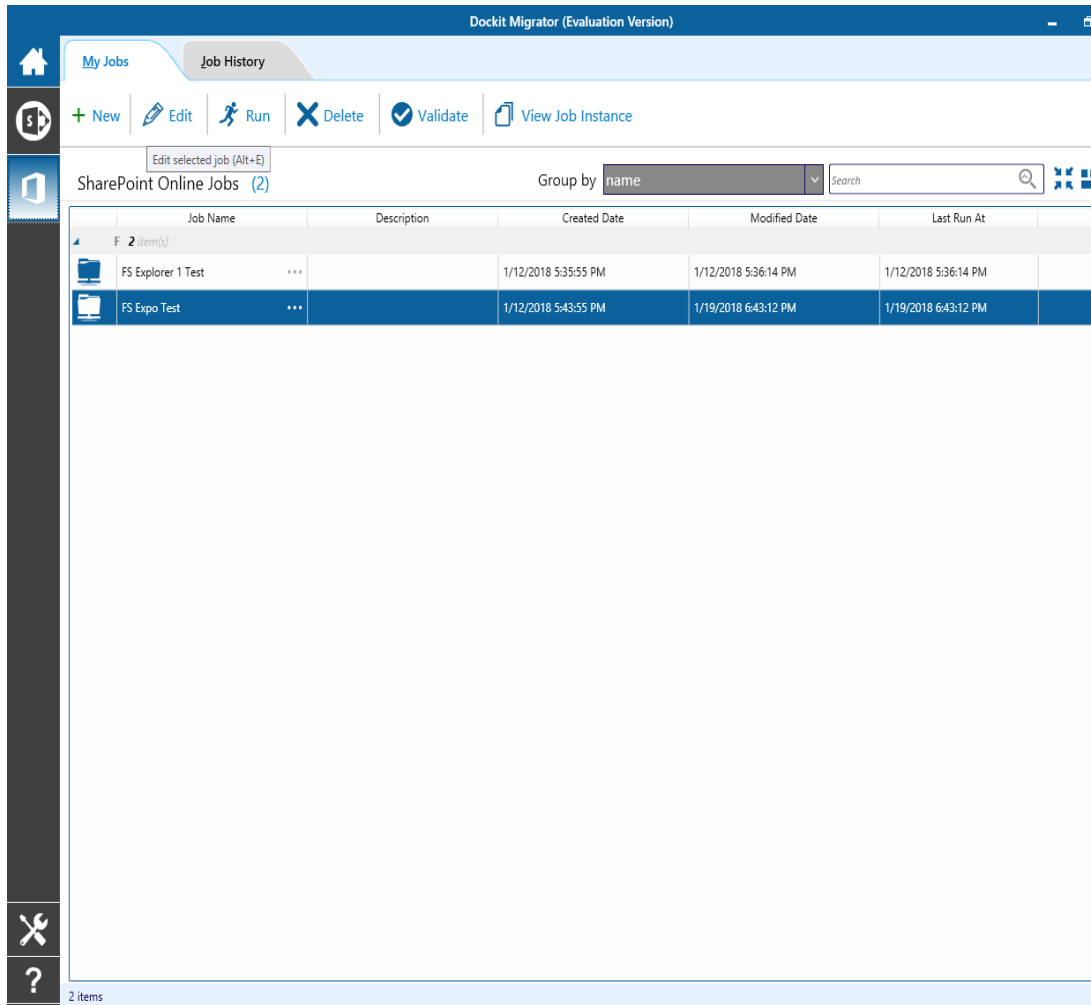 Dockit Migrator (Evaluation Version)
My Jobs Job History
+ New Edit Run Delete Validate View Job Instance
Edit selected job (Alt+E)
SharePoint Online Jobs (2) Group by name Search
Job Name Description Created Date Modified Date Last Run At
F 2 item(s)
FS Explorer 1 Test ... 1/12/2018 5:35:55 PM 1/12/2018 5:36:14 PM 1/12/2018 5:36:14 PM
FS Expo Test ... 1/12/2018 5:43:55 PM 1/19/2018 6:43:12 PM 1/19/2018 6:43:12 PM
?
2 items